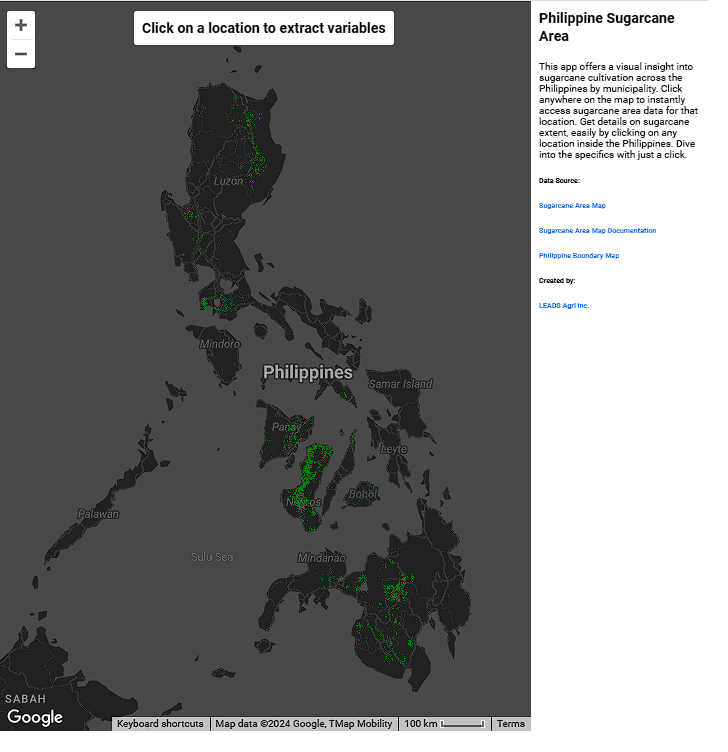 +
Click on a location to extract variables
−
Luzon
Mindoro
Philippines
Samar Island
Panay
Leyte
Negros
Bohol
Palawan
Sulu Sea
Mindanao
SABAH
Google
Keyboard shortcuts
Map data ©2024 Google, TMap Mobility
100 km
Terms
Philippine Sugarcane
Area
This app offers a visual insight into
sugarcane cultivation across the
Philippines by municipality. Click
anywhere on the map to instantly
access sugarcane area data for that
location. Get details on sugarcane
extent, easily by clicking on any
location inside the Philippines. Dive
into the specifics with just a click.
Data Source:
Sugarcane Area Map
Sugarcane Area Map Documentation
Philippine Boundary Map
Created by:
LEADS Agri Inc.